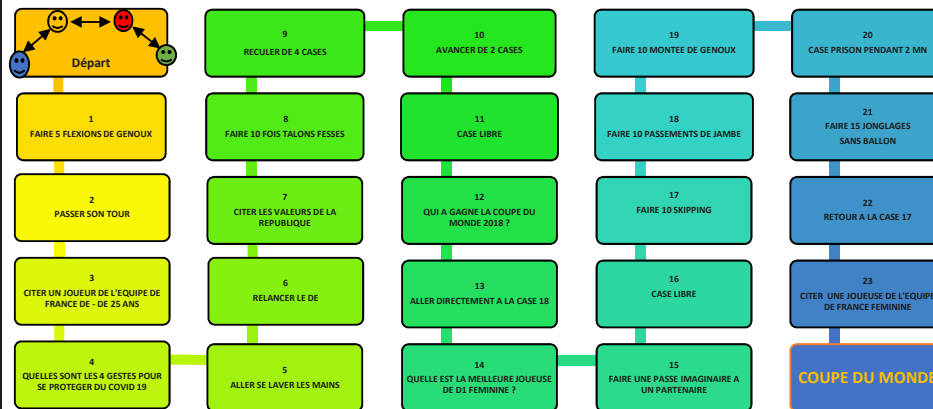 Départ
1
FAIRE 5 FLEXIONS DE GENOUX
2
PASSER SON TOUR
3
CITER UN JOUEUR DE L'EQUIPE DE
FRANCE DE - DE 25 ANS
4
QUELLES SONT LES 4 GESTES POUR
SE PROTEGER DU COVID 19
5
ALLER SE LAVER LES MAINS
6
RELANCER LE DE
7
CITER LES VALEURS DE LA
REPUBLIQUE
8
FAIRE 10 FOIS TALONS FESSES
9
RECULER DE 4 CASES
10
AVANCER DE 2 CASES
11
CASE LIBRE
12
QUI A GAGNE LA COUPE DU
MONDE 2018 ?
13
ALLER DIRECTEMENT A LA CASE 18
14
QUELLE EST LA MEILLEURE JOUEUSE
DE D1 FEMININE ?
15
FAIRE UNE PASSE IMAGINAIRE A
UN PARTENAIRE
16
CASE LIBRE
17
FAIRE 10 SKIPPING
18
FAIRE 10 PASSEMENTS DE JAMBE
19
FAIRE 10 MONTEE DE GENOUX
20
CASE PRISON PENDANT 2 MN
21
FAIRE 15 JONGLAGES
SANS BALLON
22
RETOUR A LA CASE 17
23
CITER UNE JOUEUSE DE L'EQUIPE
DE FRANCE FEMININE
COUPE DU MONDE